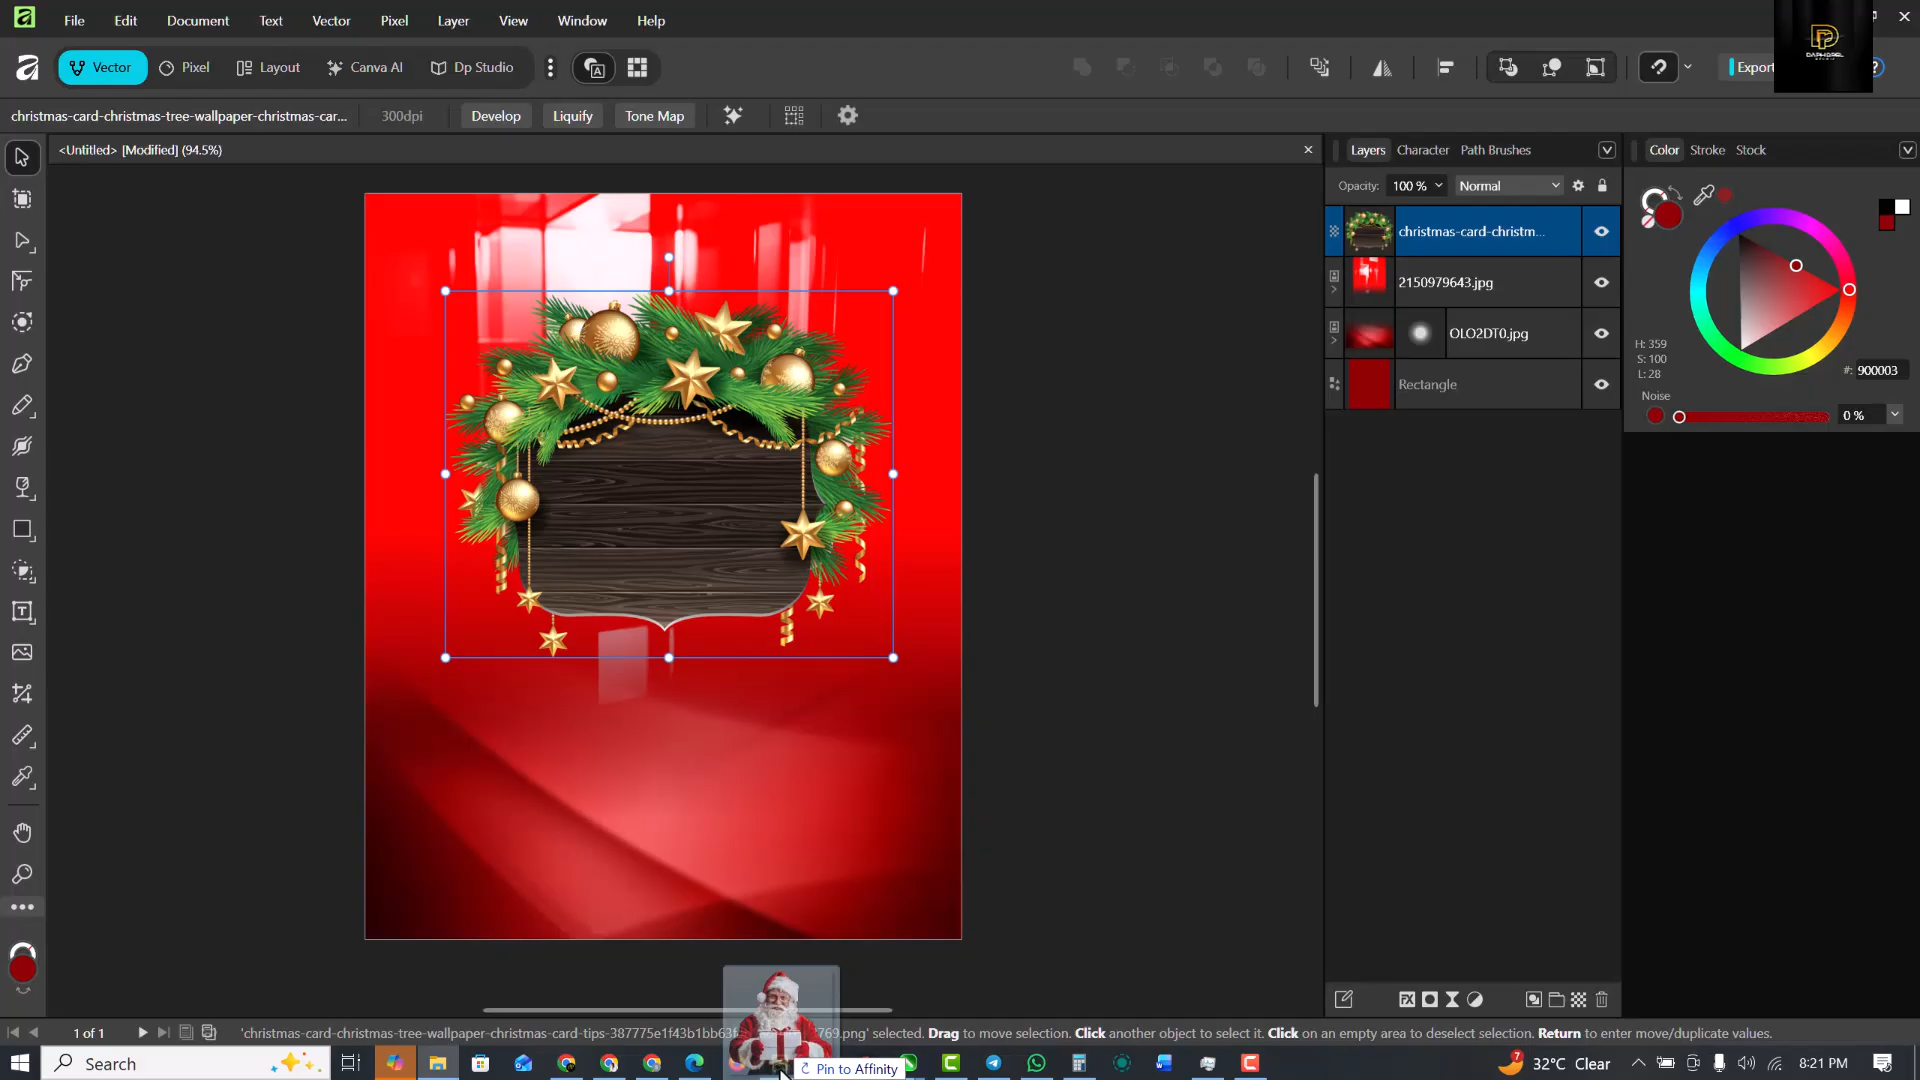 File Edit Document Text Vector Pixel Layer View Window Help
Vector Pixel Layout Canva AI Dp Studio Export
christmas-card-christmas-tree-wallpaper-christmas-car... 300dpi Develop Liquify Tone Map
<Untitled> [Modified] (94.5%)
Layers Character Path Brushes
Color Stroke Stock
Opacity: 100 % Normal
christmas-card-christm...
2150979643.jpg
OLO2DT0.jpg
Rectangle
H: 359
S: 100
L: 28
#: 900003
Noise
0 %
1 of 1
'christmas-card-christmas-tree-wallpaper-christmas-card-tips-387775e1f43b1bb63f 769.png' selected. Drag to move selection. Click another object to select it. Click on an empty area to deselect selection. Return to enter move/duplicate values.
Search
Pin to Affinity
7
32°C Clear
8:21 PM